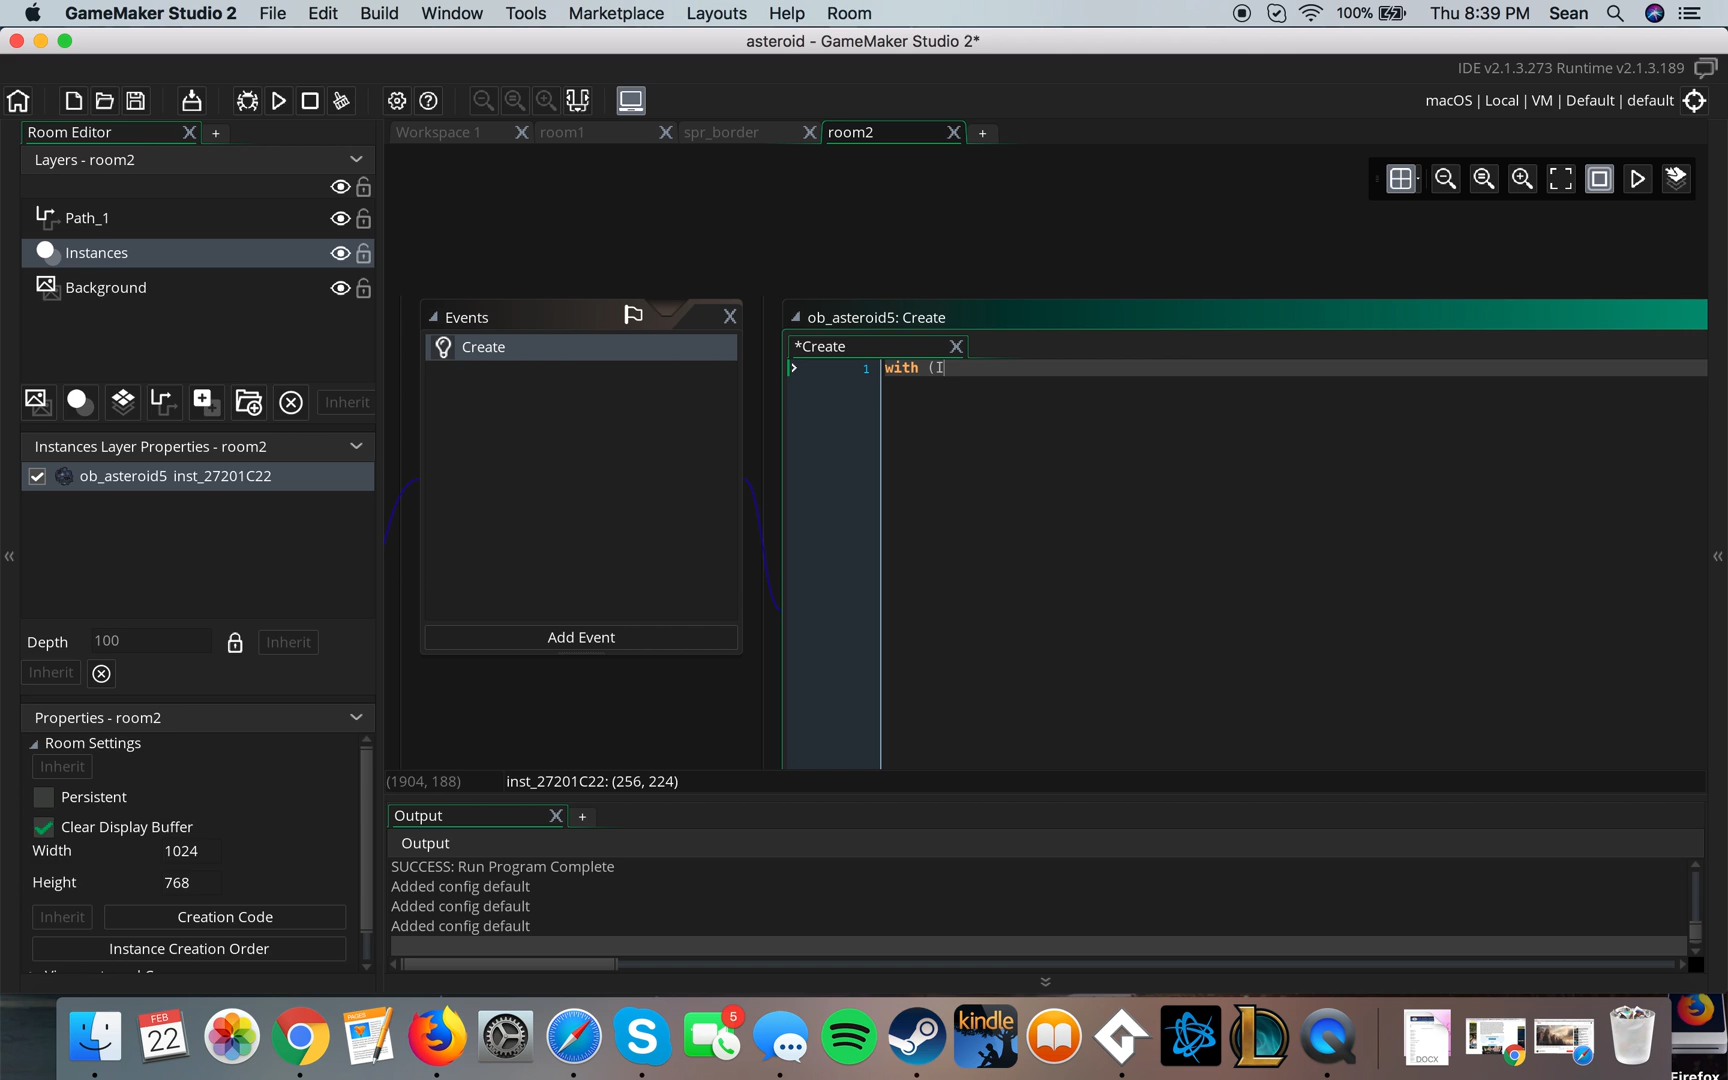 GameMaker Studio 2 File Edit Build Window Tools Marketplace Layouts Help Room 100% Thu 8:39 PM Sean
asteroid - GameMaker Studio 2*
IDE v2.1.3.273 Runtime v2.1.3.189
macOS | Local | VM | Default | default
Room Editor X +
Workspace 1 X room1 X spr_border X room2 X +
Layers - room2
Path_1
Instances
Background
Inherit
Instances Layer Properties - room2
ob_asteroid5 inst_27201C22
Depth 100 Inherit
Inherit
Properties - room2
Room Settings
Inherit
Persistent
Clear Display Buffer
Width 1024
Height 768
Inherit Creation Code
Instance Creation Order
Events X
Create
Add Event
ob_asteroid5: Create
*Create X
1 with (
(1904, 188) inst_27201C22: (256, 224)
Output X +
Output
SUCCESS: Run Program Complete
Added config default
Added config default
Added config default
FEB
22
PAGES
5
kindle
DOCX
Firefox